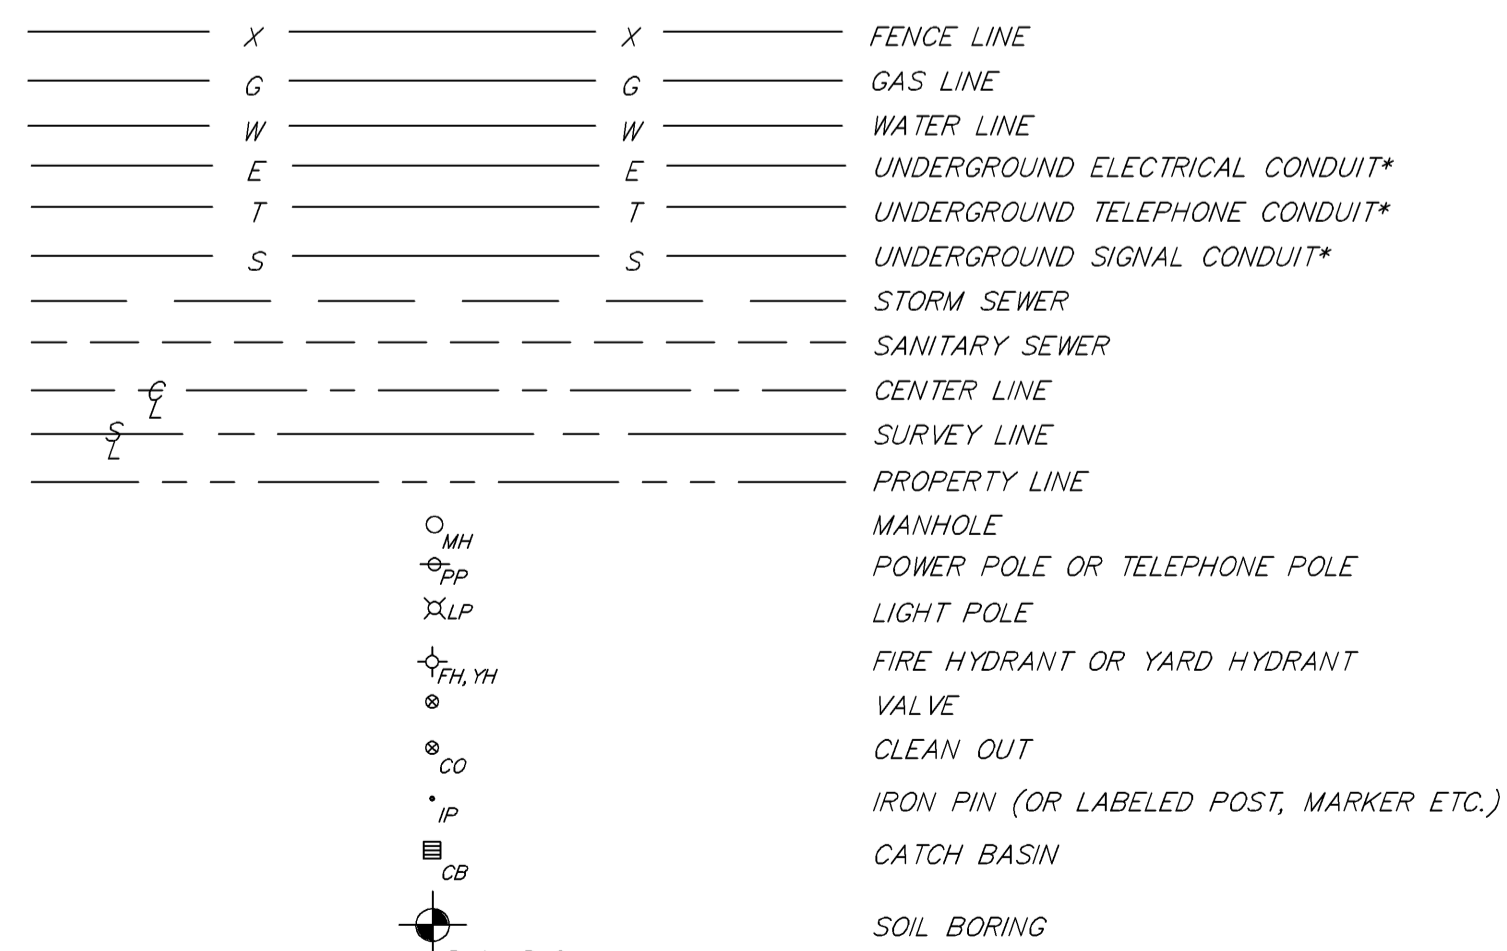 X X FENCE LINE
G G GAS LINE
W W WATER LINE
E E UNDERGROUND ELECTRICAL CONDUIT*
T T UNDERGROUND TELEPHONE CONDUIT*
S S UNDERGROUND SIGNAL CONDUIT*
STORM SEWER
SANITARY SEWER
CL CENTER LINE
SL SURVEY LINE
PROPERTY LINE
MH MANHOLE
PP POWER POLE OR TELEPHONE POLE
LP LIGHT POLE
FH, YH FIRE HYDRANT OR YARD HYDRANT
VALVE
CO CLEAN OUT
IP IRON PIN (OR LABELED POST, MARKER ETC.)
CB CATCH BASIN
SOIL BORING